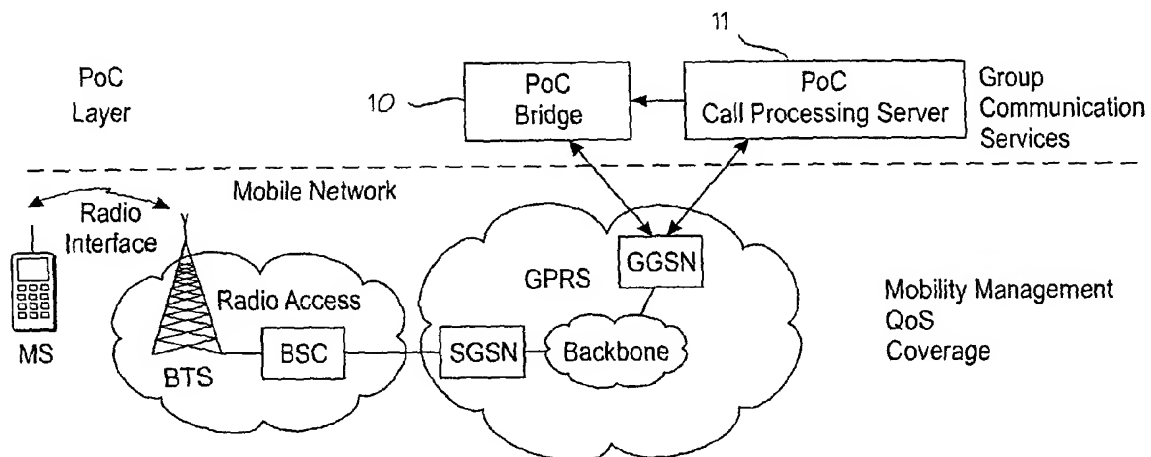 11
PoC
Layer
10
PoC
Bridge
PoC
Call Processing Server
Group
Communication
Services
Mobile Network
Radio
Interface
MS
Radio Access
BTS
BSC
GPRS
GGSN
SGSN
Backbone
Mobility Management
QoS
Coverage